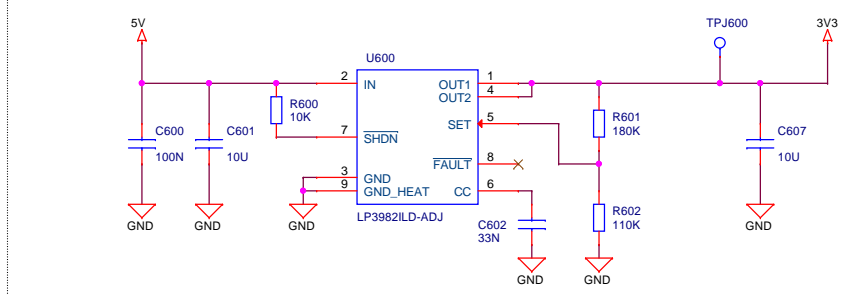 5V
TPJ600
3V3
U600
2
IN
OUT1
1
OUT2
4
R600
10K
SET
5
R601
180K
C600
100N
C601
10U
7
SHDN
C607
10U
FAULT
8
3
GND
9
GND_HEAT
CC
6
GND
GND
GND
LP3982ILD-ADJ
C602
33N
R602
110K
GND
GND
GND